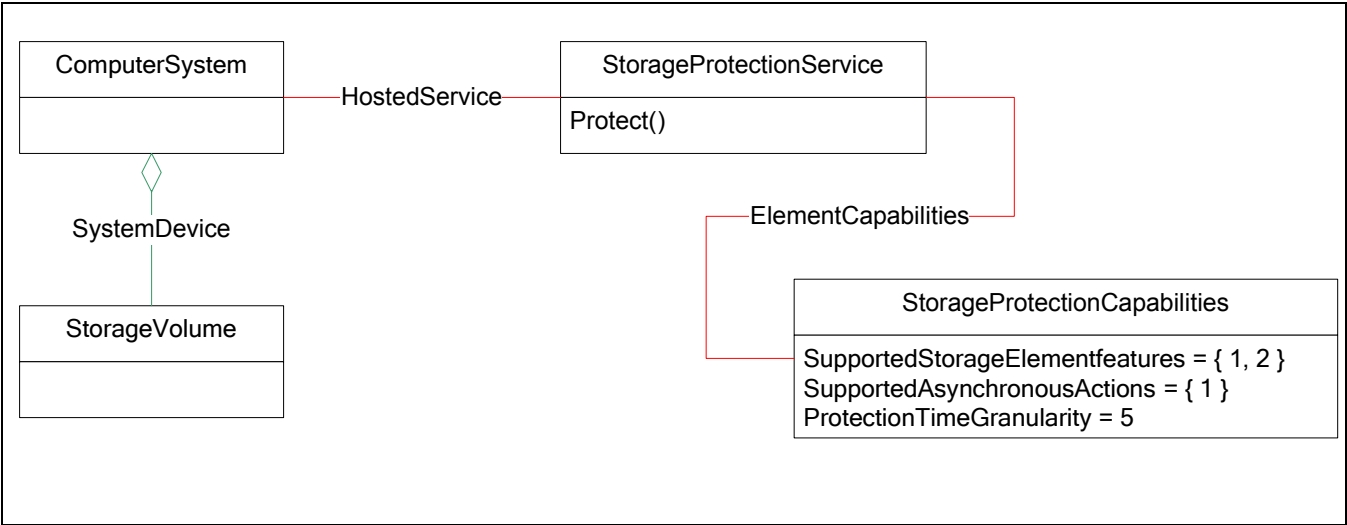 ComputerSystem
HostedService
StorageProtectionService
Protect()
SystemDevice
ElementCapabilities
StorageVolume
StorageProtectionCapabilities
SupportedStorageElementfeatures = { 1, 2 }
SupportedAsynchronousActions = { 1 }
ProtectionTimeGranularity = 5